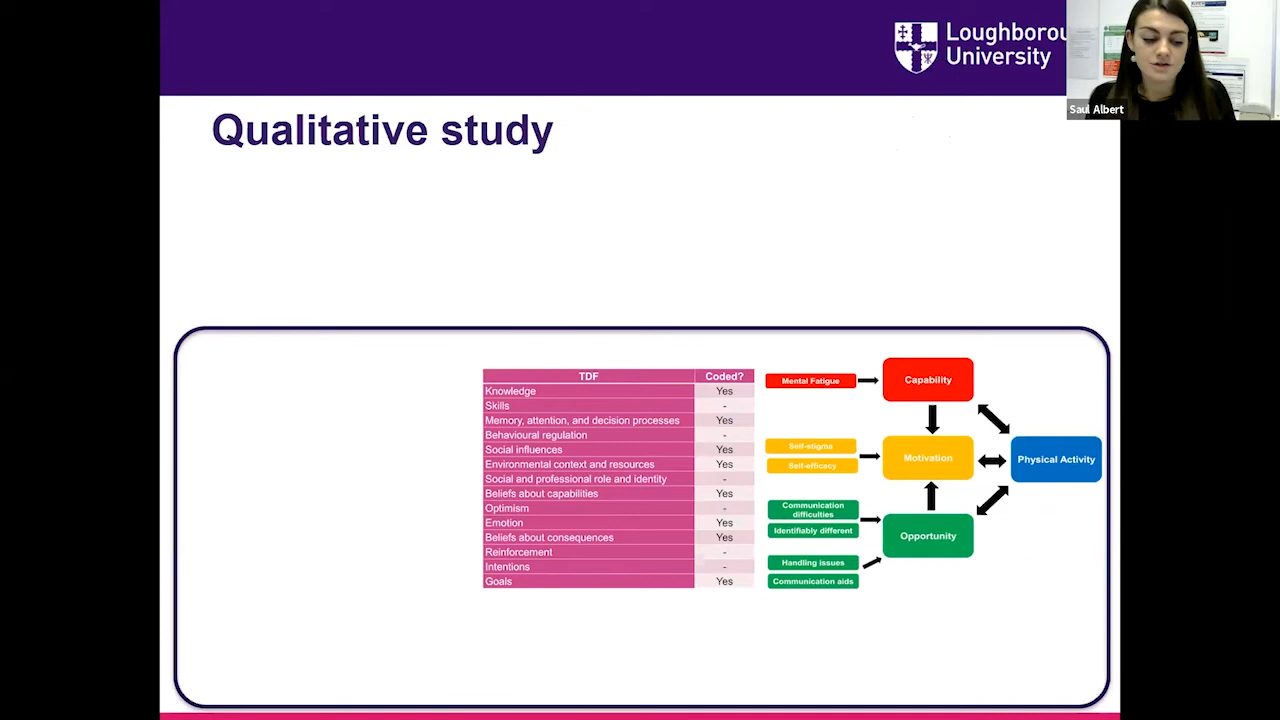 Loughborou
University
Saul Albert
Qualitative study
TDF Coded?
Knowledge Yes
Skills -
Memory, attention, and decision processes Yes
Behavioural regulation -
Social influences Yes
Environmental context and resources Yes
Social and professional role and identity -
Beliefs about capabilities Yes
Optimism -
Emotion Yes
Beliefs about consequences Yes
Reinforcement -
Intentions -
Goals Yes
Mental Fatigue
Capability
Self-stigma
Self-efficacy
Motivation
Physical Activity
Communication
difficulties
Identifiably different
Opportunity
Handling issues
Communication aids